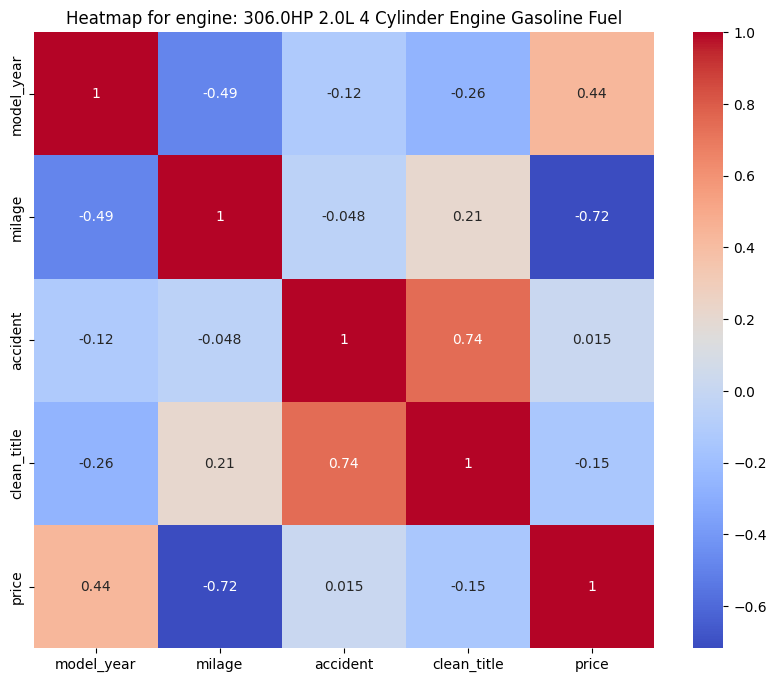 Heatmap for engine: 306.0HP 2.0L 4 Cylinder Engine Gasoline Fuel
model_year 1 -0.49 -0.12 -0.26 0.44
milage -0.49 1 -0.048 0.21 -0.72
accident -0.12 -0.048 1 0.74 0.015
clean_title -0.26 0.21 0.74 1 -0.15
price 0.44 -0.72 0.015 -0.15 1
model_year milage accident clean_title price
1.0
0.8
0.6
0.4
0.2
0.0
−0.2
−0.4
−0.6